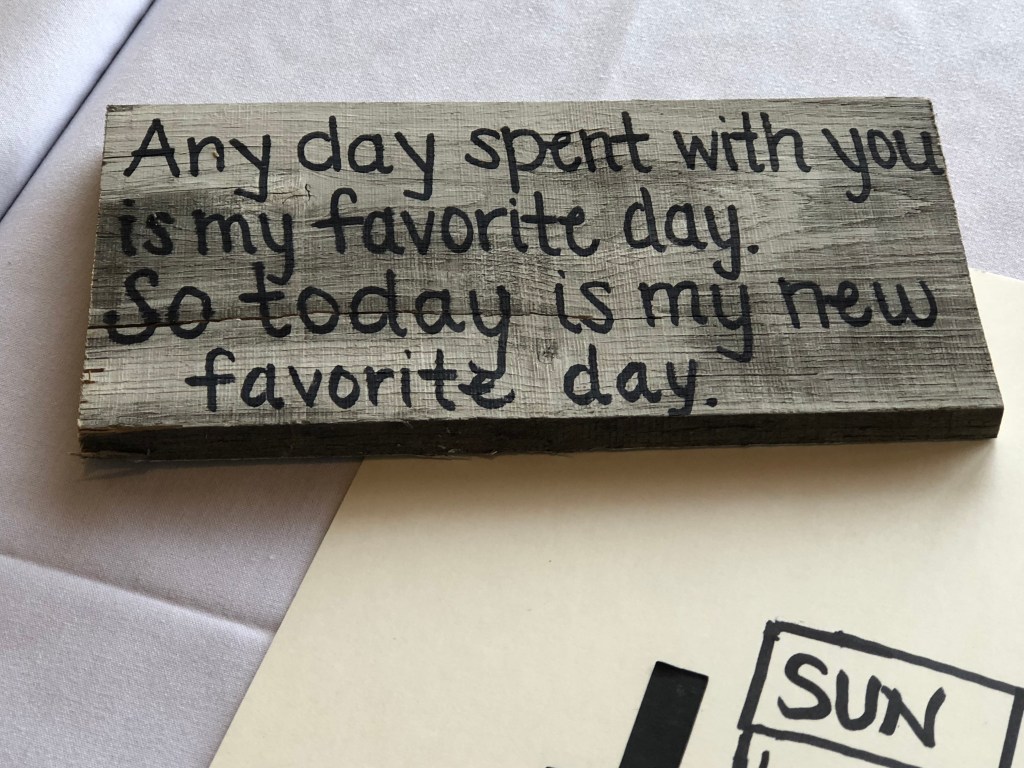 Any day spent with you
is my favorite day.
So today is my new
favorite day.
SUN